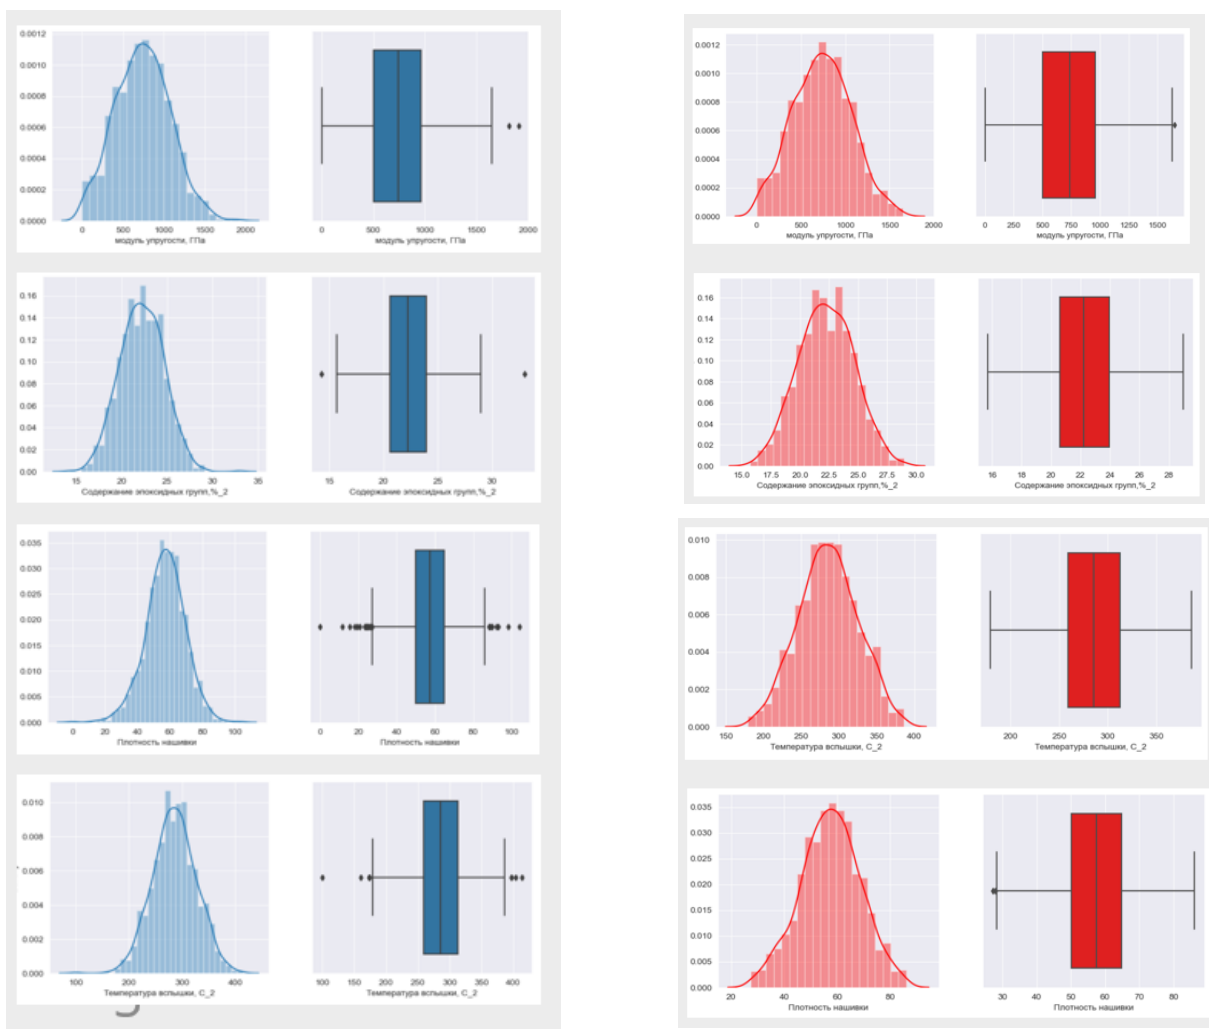 0.0012
0.0010
0.0008
0.0006
0.0004
0.0002
0.0000
0 500 1000 1500 2000
модуль упругости, ГПа
0 500 1000 1500 2000
модуль упругости, ГПа
0.16
0.14
0.12
0.10
0.08
0.06
0.04
0.02
0.00
15 20 25 30 35
Содержание эпоксидных групп,%_2
15 20 25 30
Содержание эпоксидных групп,%_2
0.035
0.030
0.025
0.020
0.015
0.010
0.005
0.000
0 20 40 60 80 100
Плотность нашивки
0 20 40 60 80 100
Плотность нашивки
0.010
0.008
0.006
0.004
0.002
0.000
100 200 300 400
Температура вспышки, С_2
100 150 200 250 300 350 400
Температура вспышки, С_2
0.0012
0.0010
0.0008
0.0006
0.0004
0.0002
0.0000
0 500 1000 1500 2000
модуль упругости, ГПа
0 250 500 750 1000 1250 1500
модуль упругости, ГПа
0.16
0.14
0.12
0.10
0.08
0.06
0.04
0.02
0.00
15.0 17.5 20.0 22.5 25.0 27.5 30.0
Содержание эпоксидных групп,%_2
16 18 20 22 24 26 28
Содержание эпоксидных групп,%_2
0.010
0.008
0.006
0.004
0.002
0.000
150 200 250 300 350 400
Температура вспышки, С_2
200 250 300 350
Температура вспышки, С_2
0.035
0.030
0.025
0.020
0.015
0.010
0.005
0.000
20 40 60 80
Плотность нашивки
30 40 50 60 70 80
Плотность нашивки